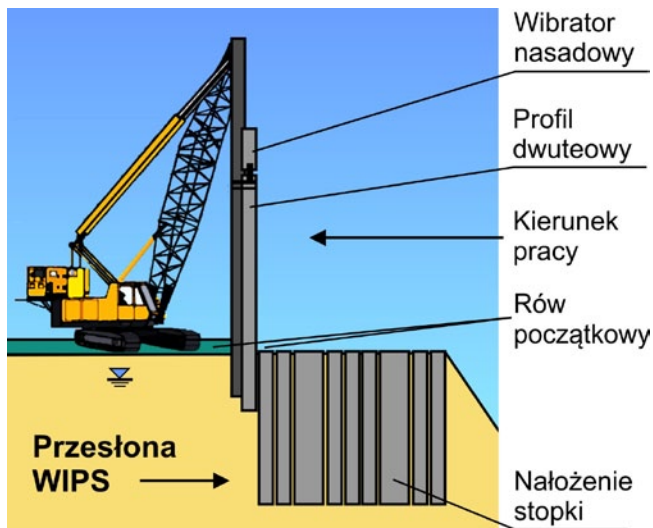 Wibrator
nasadowy
Profil
dwuteowy
Kierunek
pracy
Rów
początkowy
Przesłona
WIPS
Nałożenie
stopki